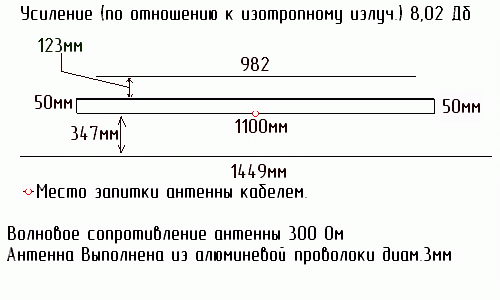 Усиление (по отношению к изотропному излуч.) 8,02 Дб
123мм
982
50мм
50мм
347мм
1100мм
1449мм
Место запитки антенны кабелем.
Волновое сопротивление антенны 300 Ом
Антенна Выполнена из алюминевой проволоки диам.3мм